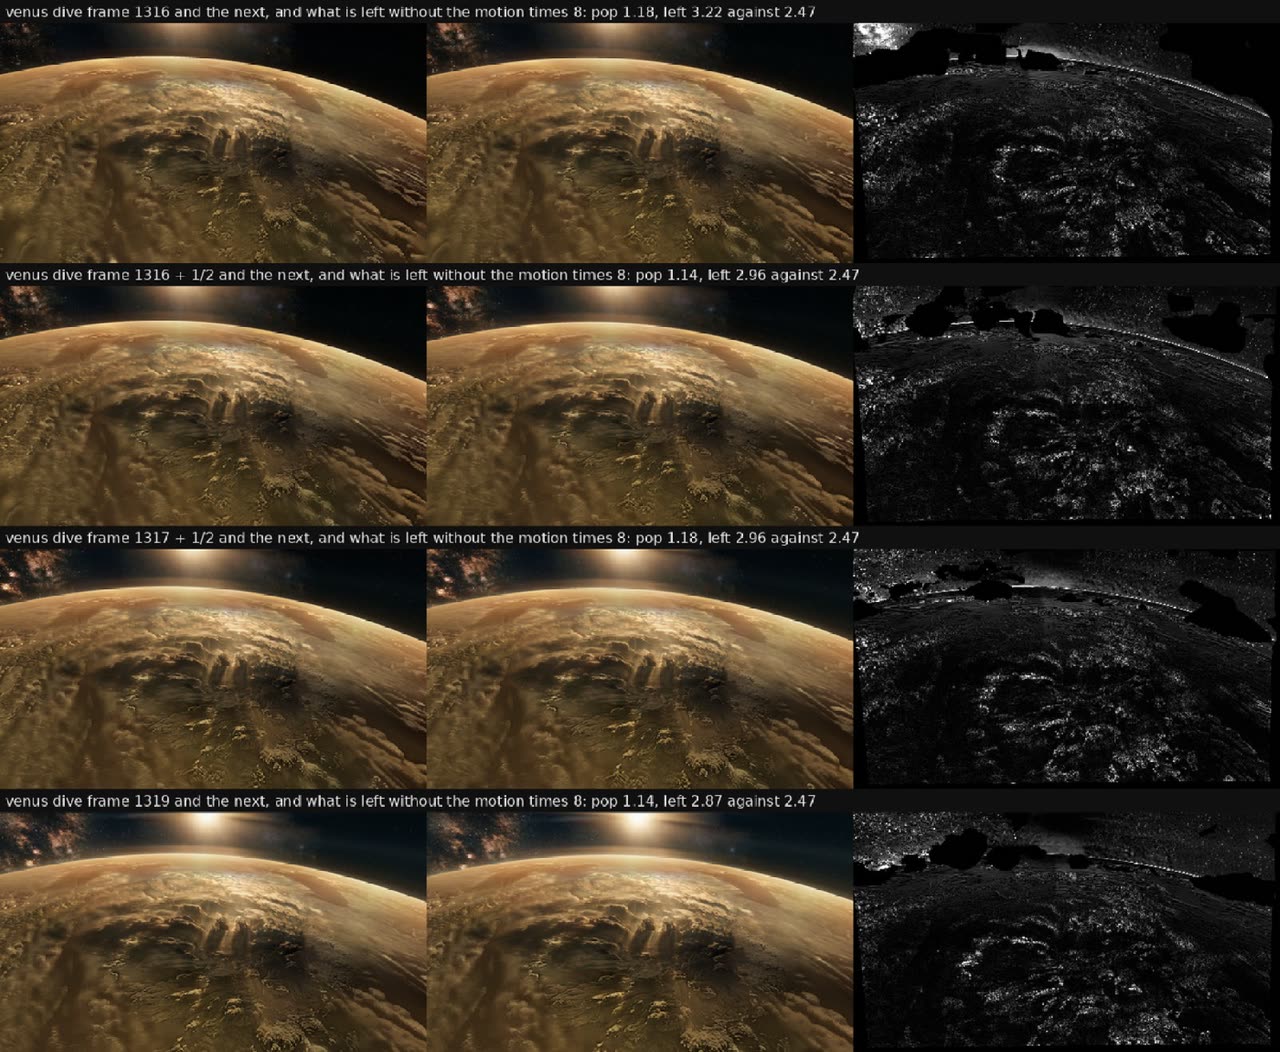 venus dive frame 1316 and the next, and what is left without the motion times 8: pop 1.18, left 3.22 against 2.47
venus dive frame 1316 + 1/2 and the next, and what is left without the motion times 8: pop 1.14, left 2.96 against 2.47
venus dive frame 1317 + 1/2 and the next, and what is left without the motion times 8: pop 1.18, left 2.96 against 2.47
venus dive frame 1319 and the next, and what is left without the motion times 8: pop 1.14, left 2.87 against 2.47